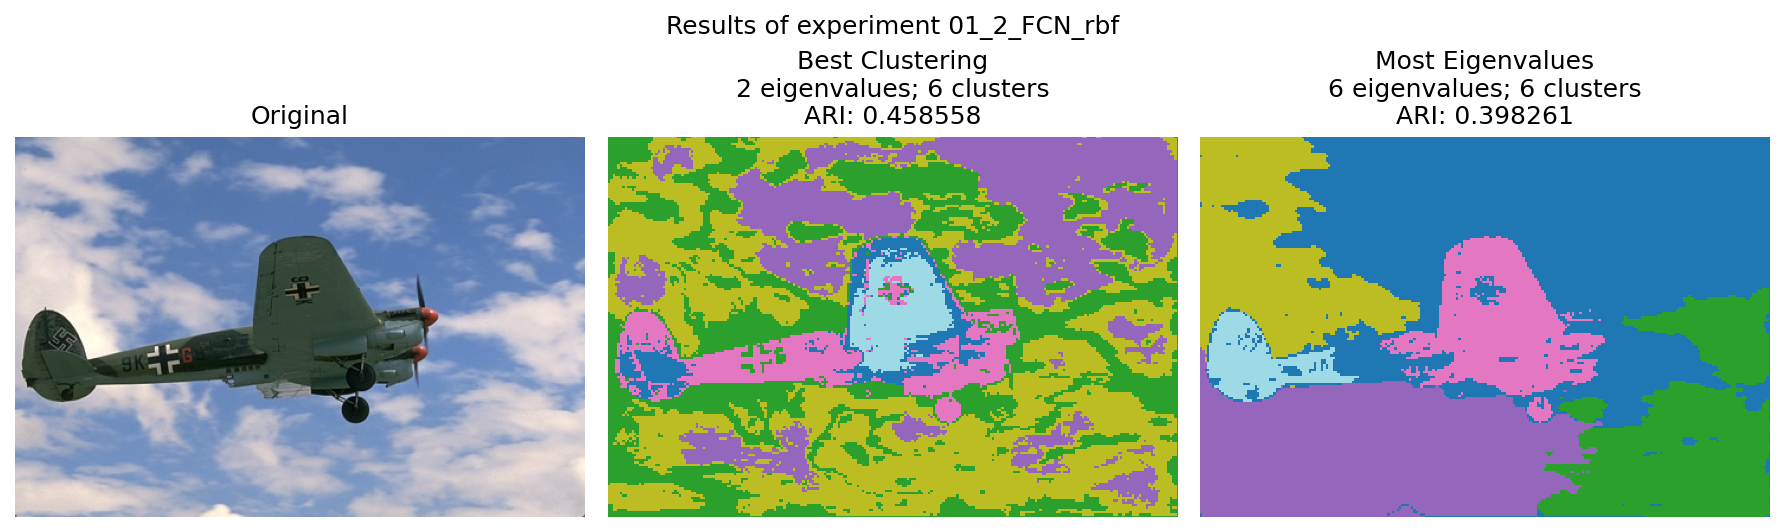 Results of experiment 01_2_FCN_rbf
Original
Best Clustering
2 eigenvalues; 6 clusters
ARI: 0.458558
Most Eigenvalues
6 eigenvalues; 6 clusters
ARI: 0.398261
9K G